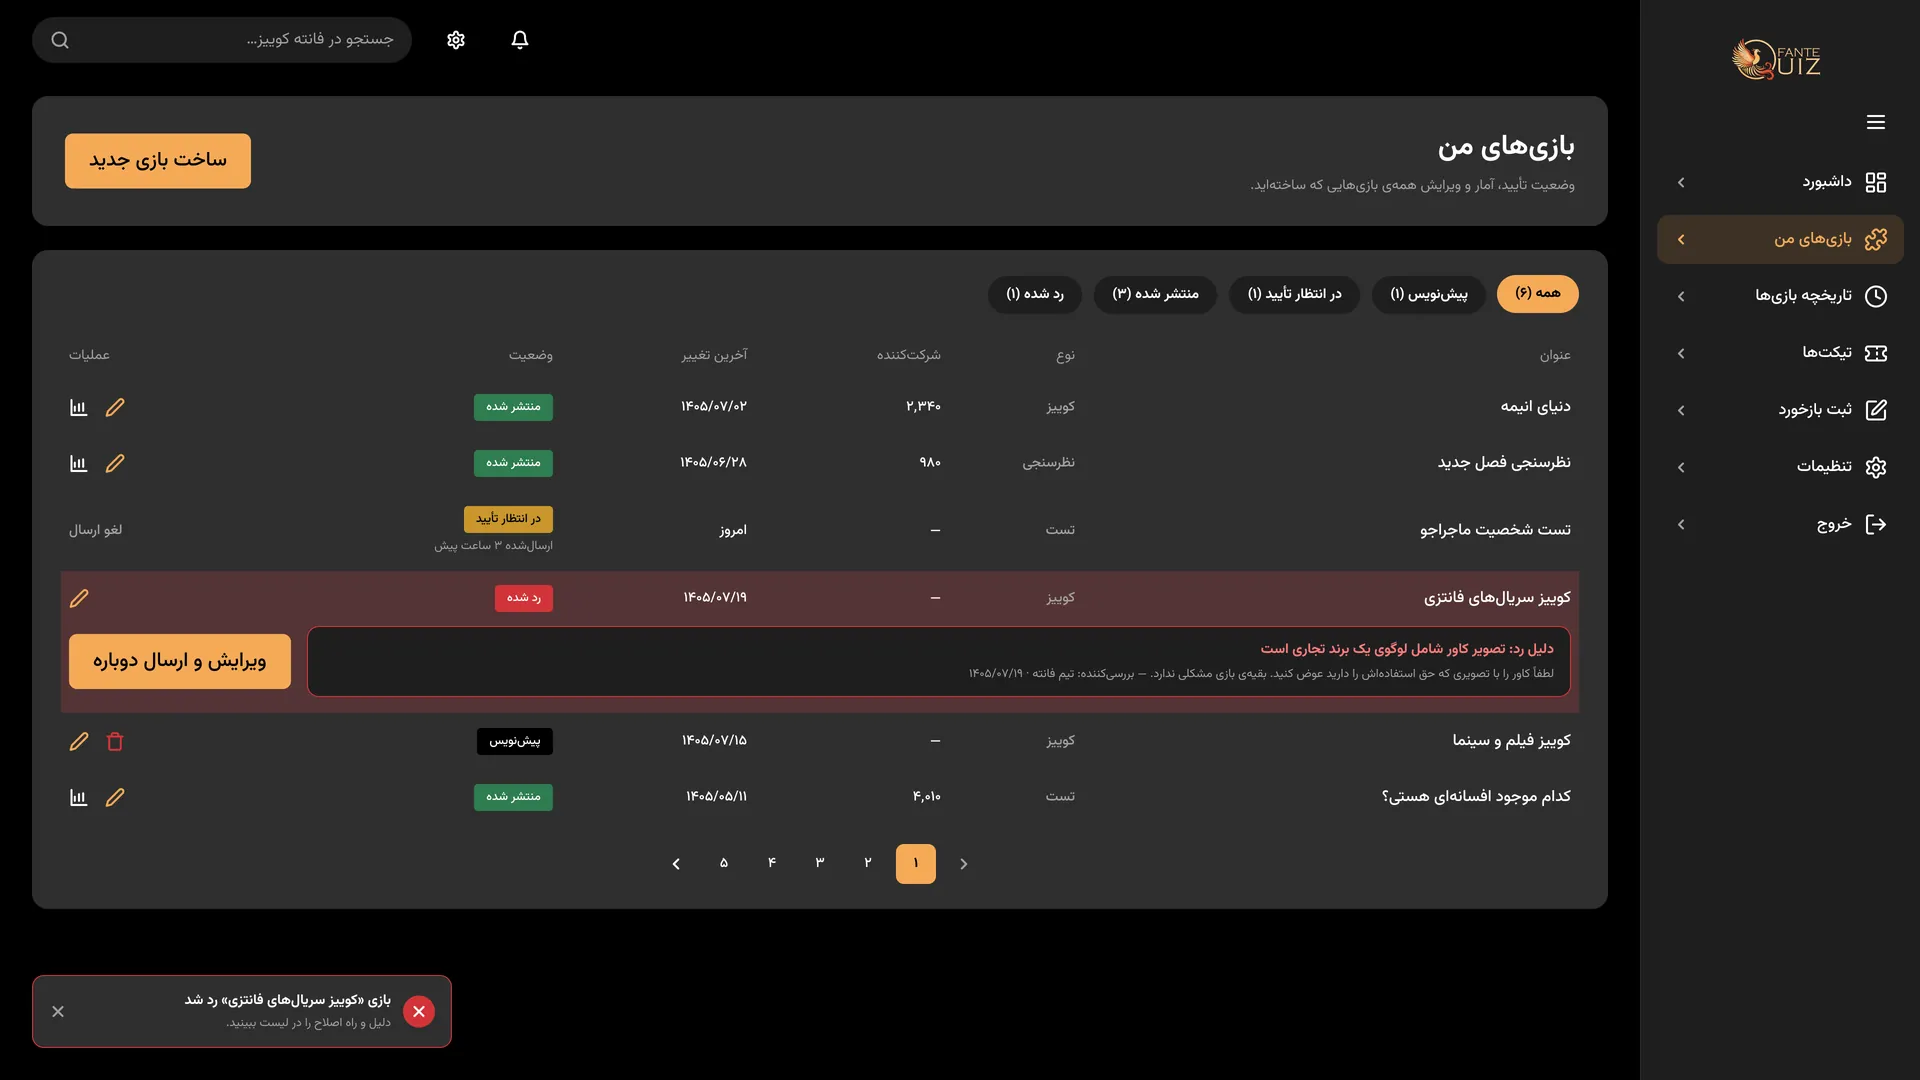 FANTE
QUIZ
داشبورد
بازی‌های من
تاریخچه بازی‌ها
تیکت‌ها
ثبت بازخورد
تنظیمات
خروج
جستجو در فانته کوییز...
بازی‌های من
وضعیت تأیید، آمار و ویرایش همه‌ی بازی‌هایی که ساخته‌اید.
ساخت بازی جدید
همه (۶) پیش‌نویس (۱) در انتظار تأیید (۱) منتشر شده (۳) رد شده (۱)
عنوان نوع شرکت‌کننده آخرین تغییر وضعیت عملیات
دنیای انیمه کوییز ۲,۳۴۰ ۱۴۰۵/۰۷/۰۲ منتشر شده
نظرسنجی فصل جدید نظرسنجی ۹۸۰ ۱۴۰۵/۰۶/۲۸ منتشر شده
تست شخصیت ماجراجو تست — امروز در انتظار تأیید لغو ارسال
ارسال‌شده ۳ ساعت پیش
کوییز سریال‌های فانتزی کوییز — ۱۴۰۵/۰۷/۱۹ رد شده
دلیل رد: تصویر کاور شامل لوگوی یک برند تجاری است
لطفاً کاور را با تصویری که حق استفاده‌اش را دارید عوض کنید. بقیه‌ی بازی مشکلی ندارد. — بررسی‌کننده: تیم فانته · ۱۴۰۵/۰۷/۱۹
ویرایش و ارسال دوباره
کوییز فیلم و سینما کوییز — ۱۴۰۵/۰۷/۱۵ پیش‌نویس
کدام موجود افسانه‌ای هستی؟ تست ۴,۰۱۰ ۱۴۰۵/۰۵/۱۱ منتشر شده
۱ ۲ ۳ ۴ ۵
بازی «کوییز سریال‌های فانتزی» رد شد
دلیل و راه اصلاح را در لیست ببینید.